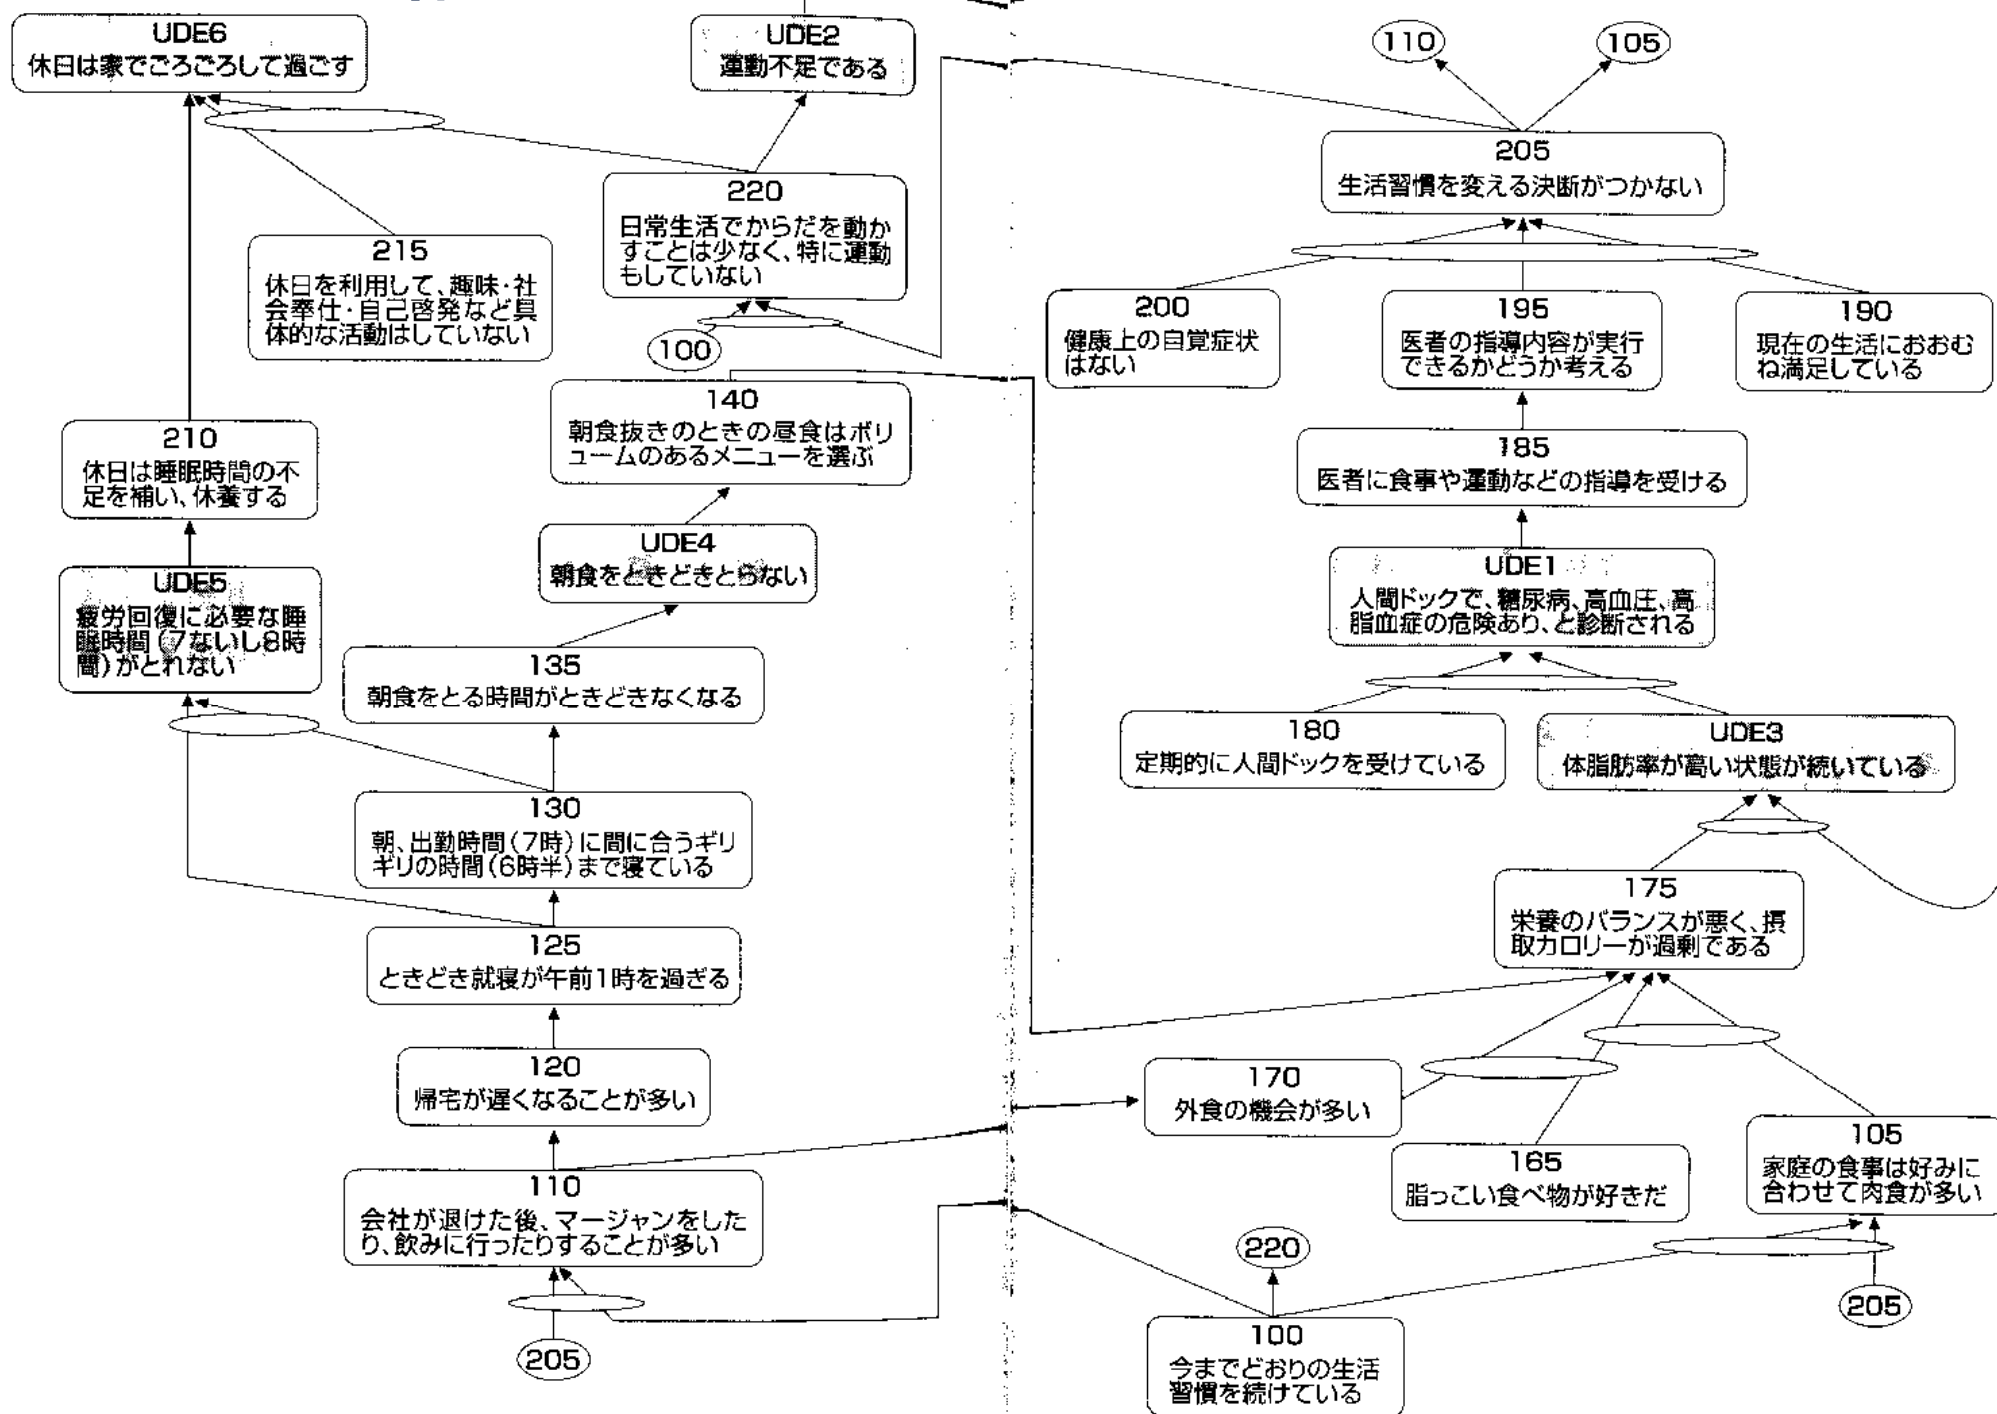 UDE6
休日は家でごろごろして過ごす
UDE2
運動不足である
220
日常生活でからだを動か
すことは少なく、特に運動
もしていない
215
休日を利用して、趣味・社
会奉仕・自己啓発など具
体的な活動はしていない
100
140
朝食抜きのときの昼食はボリ
ュームのあるメニューを選ぶ
210
休日は睡眠時間の不
足を補い、休養する
UDE4
朝食をときどきとらない
UDE5
疲労回復に必要な睡
眠時間(7ないし8時
間)がとれない
135
朝食をとる時間がときどきなくなる
130
朝、出勤時間(7時)に間に合うギリ
ギリの時間(6時半)まで寝ている
125
ときどき就寝が午前1時を過ぎる
120
帰宅が遅くなることが多い
110
会社が退けた後、マージャンをした
り、飲みに行ったりすることが多い
205
110
105
205
生活習慣を変える決断がつかない
200
健康上の自覚症状
はない
195
医者の指導内容が実行
できるかどうか考える
190
現在の生活におおむ
ね満足している
185
医者に食事や運動などの指導を受ける
UDE1
人間ドックで、糖尿病、高血圧、高
脂血症の危険あり、と診断される
180
定期的に人間ドックを受けている
UDE3
体脂肪率が高い状態が続いている
175
栄養のバランスが悪く、摂
取カロリーが過剰である
170
外食の機会が多い
165
脂っこい食べ物が好きだ
105
家庭の食事は好みに
合わせて肉食が多い
220
205
100
今までどおりの生活
習慣を続けている